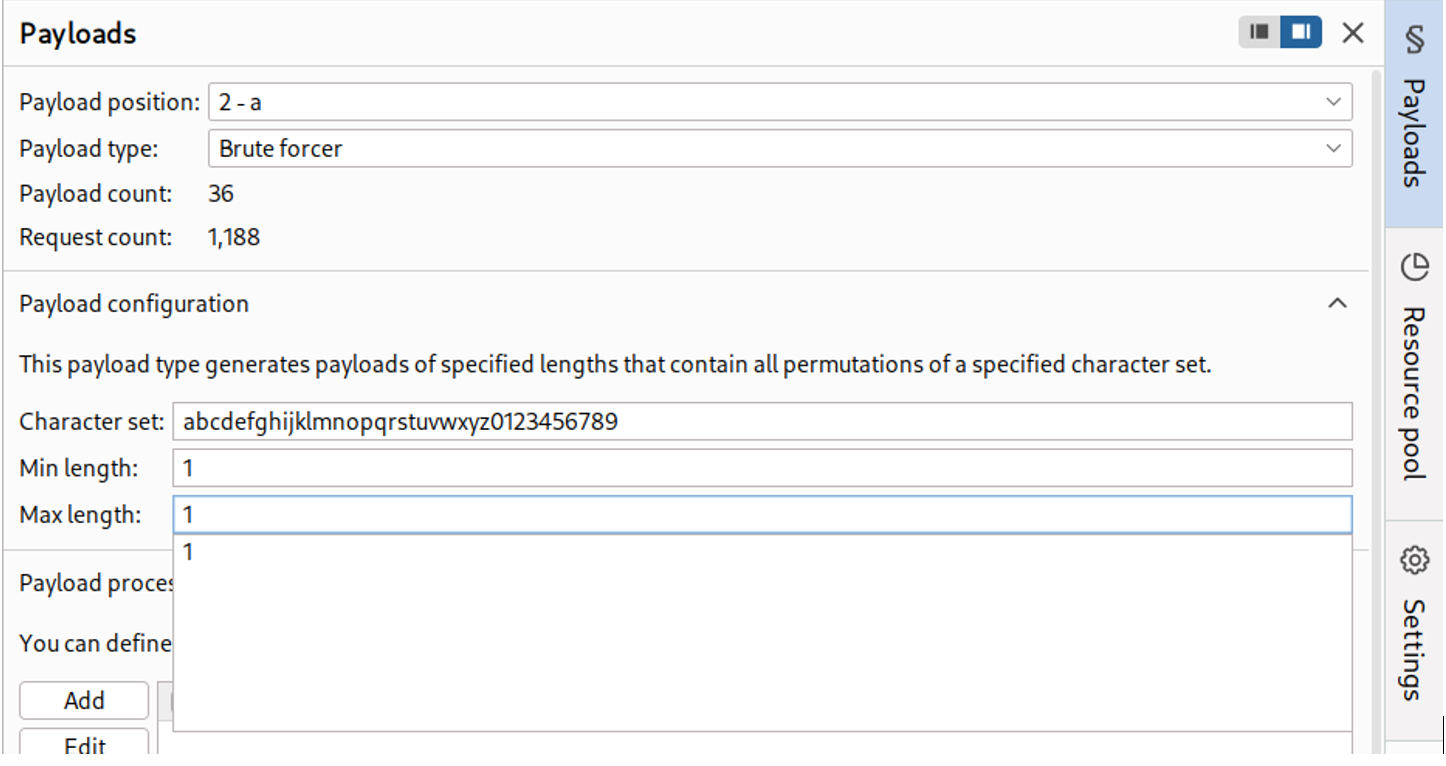 Payloads
Payload position: 2 - a
Payload type: Brute forcer
Payload count: 36
Request count: 1,188
Payload configuration
This payload type generates payloads of specified lengths that contain all permutations of a specified character set.
Character set: abcdefghijklmnopqrstuvwxyz0123456789
Min length: 1
Max length: 1
1
Payload proces
You can define
Add
Edit
§ Payloads
Resource pool
Settings